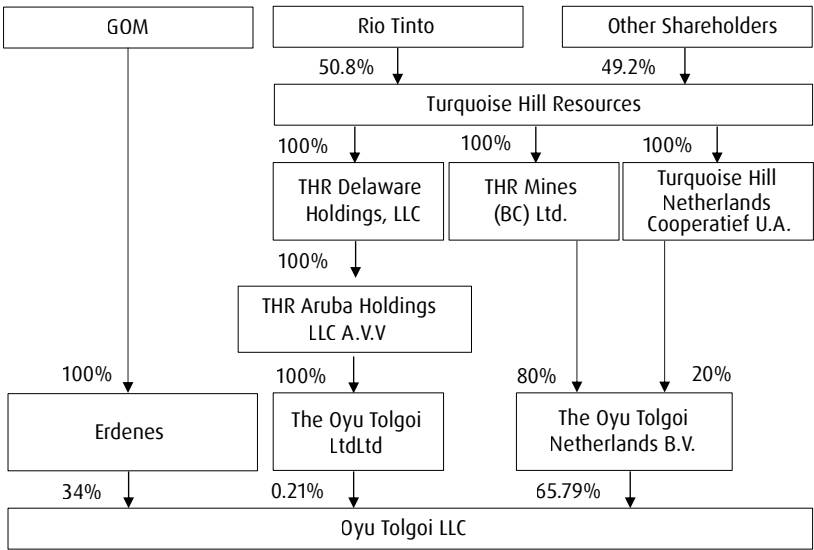 GOM
Rio Tinto
Other Shareholders
50.8%
49.2%
Turquoise Hill Resources
100%
100%
100%
THR Delaware
Holdings, LLC
THR Mines
(BC) Ltd.
Turquoise Hill
Netherlands
Cooperatief U.A.
100%
THR Aruba Holdings
LLC A.V.V
100%
100%
80%
20%
Erdenes
The Oyu Tolgoi
LtdLtd
The Oyu Tolgoi
Netherlands B.V.
34%
0.21%
65.79%
Oyu Tolgoi LLC